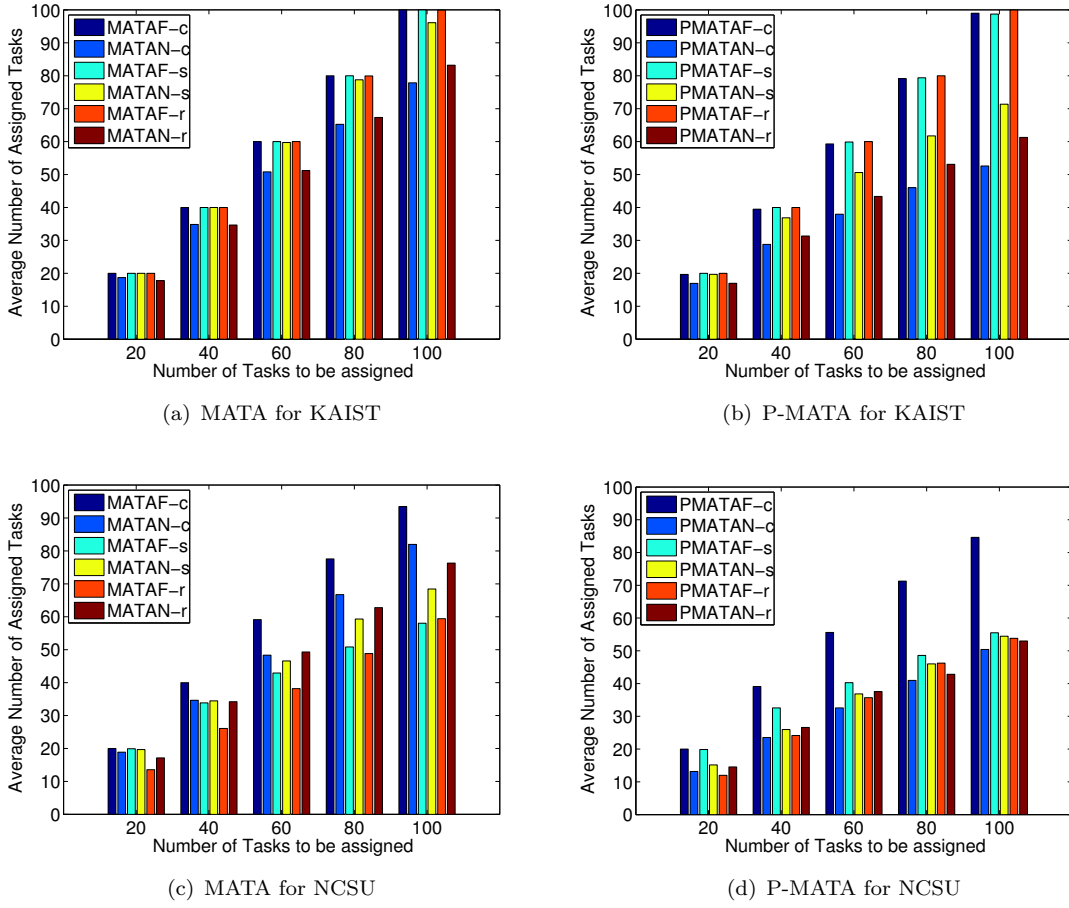 100
90
80
70
60
50
40
30
20
10
0
Average Number of Assigned Tasks
MATAF−c
MATAN−c
MATAF−s
MATAN−s
MATAF−r
MATAN−r
20 40 60 80 100
Number of Tasks to be assigned
(a) MATA for KAIST
100
90
80
70
60
50
40
30
20
10
0
Average Number of Assigned Tasks
PMATAF−c
PMATAN−c
PMATAF−s
PMATAN−s
PMATAF−r
PMATAN−r
20 40 60 80 100
Number of Tasks to be assigned
(b) P-MATA for KAIST
100
90
80
70
60
50
40
30
20
10
0
Average Number of Assigned Tasks
MATAF−c
MATAN−c
MATAF−s
MATAN−s
MATAF−r
MATAN−r
20 40 60 80 100
Number of Tasks to be assigned
(c) MATA for NCSU
100
90
80
70
60
50
40
30
20
10
0
Average Number of Assigned Tasks
PMATAF−c
PMATAN−c
PMATAF−s
PMATAN−s
PMATAF−r
PMATAN−r
20 40 60 80 100
Number of Tasks to be assigned
(d) P-MATA for NCSU